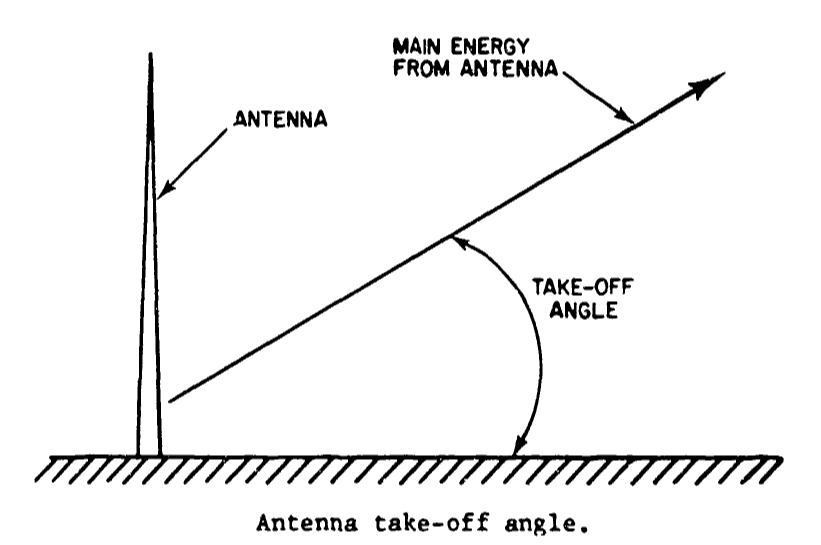 MAIN ENERGY
FROM ANTENNA
ANTENNA
TAKE-OFF
ANGLE
Antenna take-off angle.